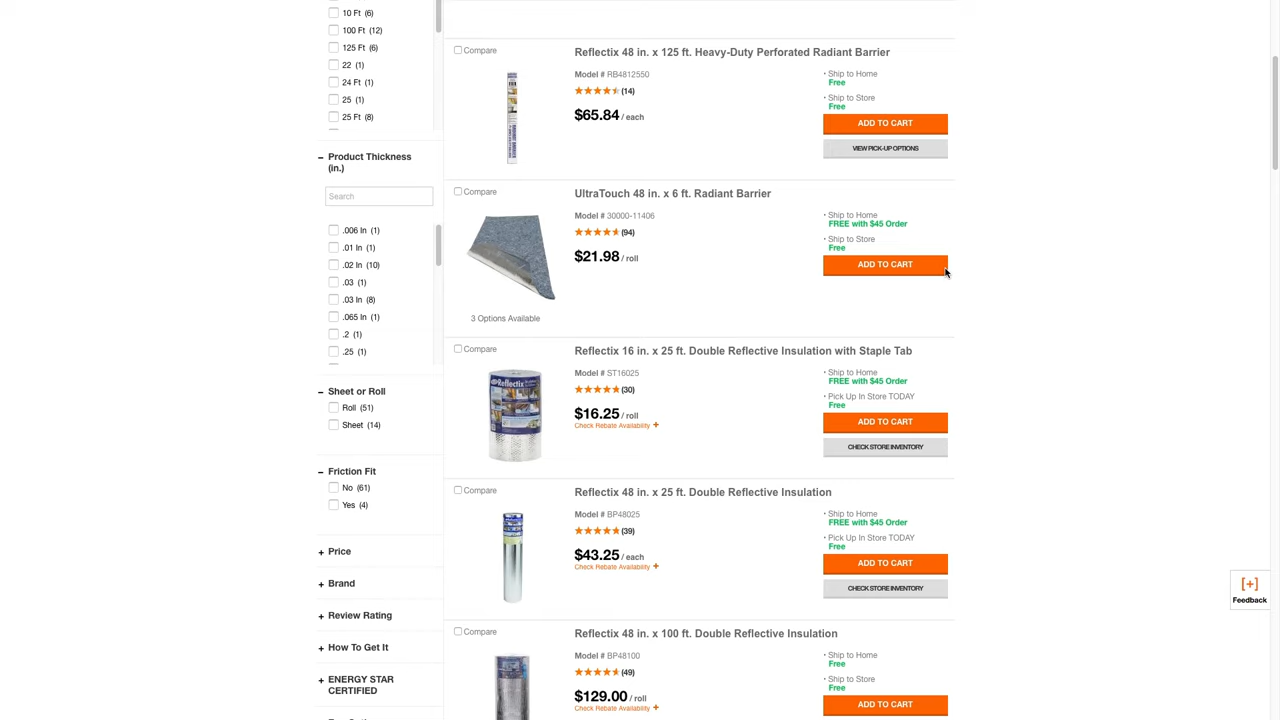 10 Ft (6)
100 Ft (12)
125 Ft (6)
22 (1)
24 Ft (1)
25 (1)
25 Ft (8)
– Product Thickness
(in.)
Search
.006 In (1)
.01 In (1)
.02 In (10)
.03 (1)
.03 In (8)
.065 In (1)
.2 (1)
.25 (1)
– Sheet or Roll
Roll (51)
Sheet (14)
– Friction Fit
No (61)
Yes (4)
+ Price
+ Brand
+ Review Rating
+ How To Get It
+ ENERGY STAR
CERTIFIED
Compare
Reflectix 48 in. x 125 ft. Heavy-Duty Perforated Radiant Barrier
Model # RB4812550
(14)
$65.84 / each
· Ship to Home
Free
· Ship to Store
Free
ADD TO CART
VIEW PICK-UP OPTIONS
Compare
UltraTouch 48 in. x 6 ft. Radiant Barrier
Model # 30000-11406
(94)
$21.98 / roll
3 Options Available
· Ship to Home
FREE with $45 Order
· Ship to Store
Free
ADD TO CART
Compare
Reflectix 16 in. x 25 ft. Double Reflective Insulation with Staple Tab
Model # ST16025
(30)
$16.25 / roll
Check Rebate Availability +
Reflectix
· Ship to Home
FREE with $45 Order
· Pick Up In Store TODAY
Free
ADD TO CART
CHECK STORE INVENTORY
Compare
Reflectix 48 in. x 25 ft. Double Reflective Insulation
Model # BP48025
(39)
$43.25 / each
Check Rebate Availability +
· Ship to Home
FREE with $45 Order
· Pick Up In Store TODAY
Free
ADD TO CART
CHECK STORE INVENTORY
Compare
Reflectix 48 in. x 100 ft. Double Reflective Insulation
Model # BP48100
(49)
$129.00 / roll
Check Rebate Availability +
· Ship to Home
Free
· Ship to Store
Free
ADD TO CART
[+]
Feedback